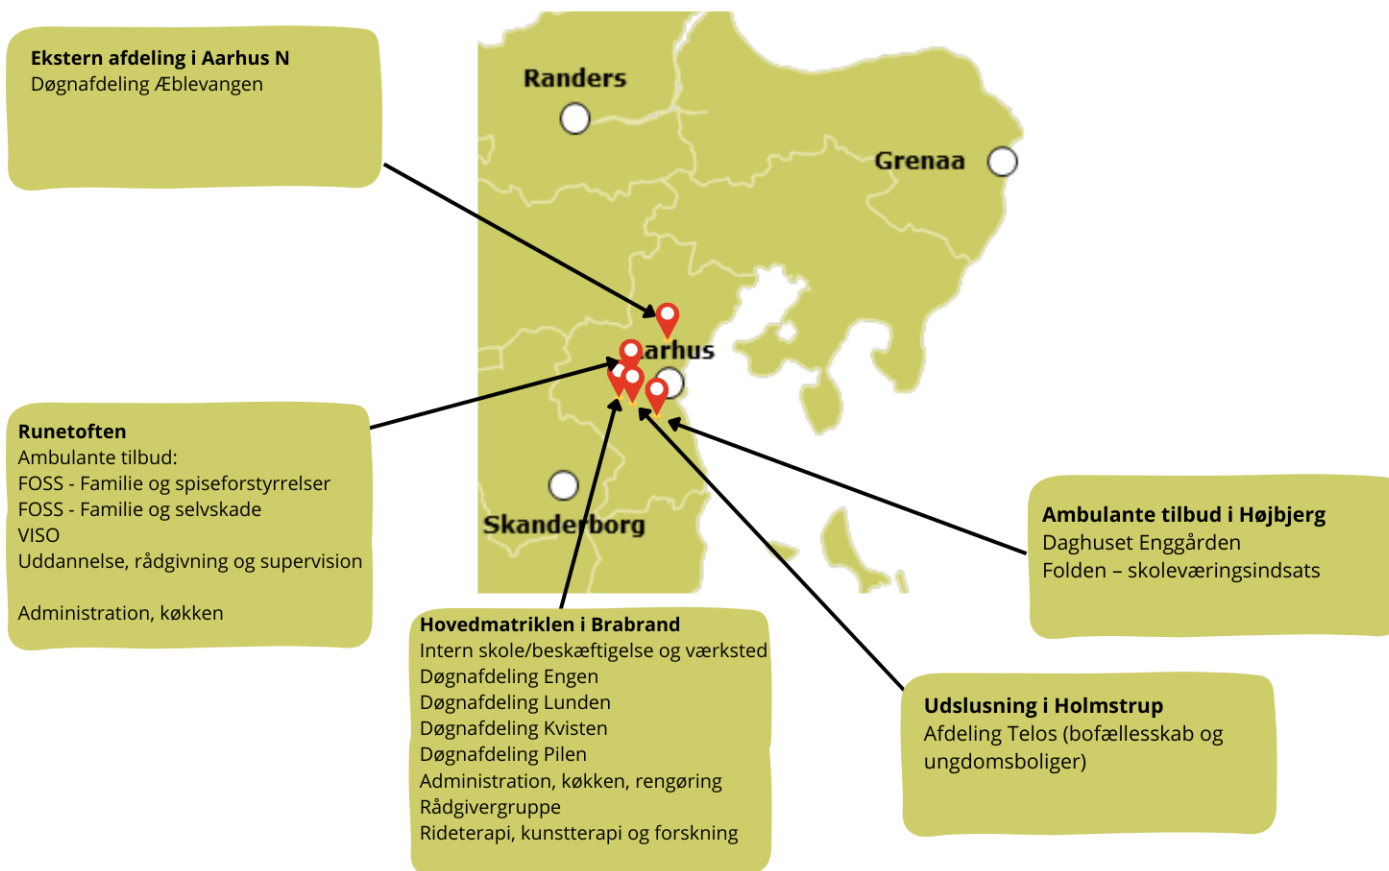 Ekstern afdeling i Aarhus N
Døgnafdeling Æblevangen
Randers
Grenaa
arhus
Skanderborg
Runetoften
Ambulante tilbud:
FOSS - Familie og spiseforstyrrelser
FOSS - Familie og selvskade
VISO
Uddannelse, rådgivning og supervision
Administration, køkken
Hovedmatriklen i Brabrand
Intern skole/beskæftigelse og værksted
Døgnafdeling Engen
Døgnafdeling Lunden
Døgnafdeling Kvisten
Døgnafdeling Pilen
Administration, køkken, rengøring
Rådgivergruppe
Rideterapi, kunstterapi og forskning
Ambulante tilbud i Højbjerg
Daghuset Enggården
Folden – skoleværingsindsats
Udslusning i Holmstrup
Afdeling Telos (bofællesskab og
ungdomsboliger)